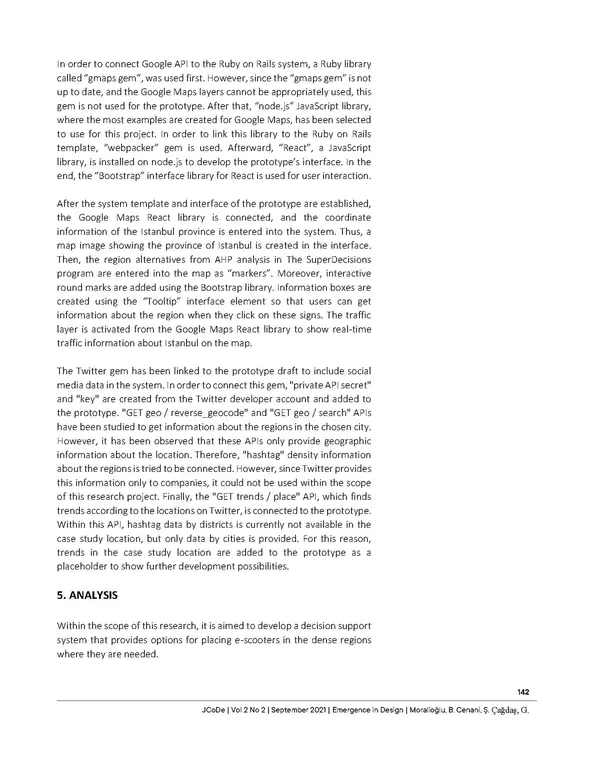 In order to connect Google API to the Ruby on Rails system, a Ruby library
called “gmaps gem”, was used first. However, since the “gmaps gem” is not
up to date, and the Google Maps layers cannot be appropriately used, this
gem is not used for the prototype. After that, “node.js” JavaScript library,
where the most examples are created for Google Maps, has been selected
to use for this project. In order to link this library to the Ruby on Rails
template, “webpacker” gem is used. Afterward, “React”, a JavaScript
library, is installed on node.js to develop the prototype’s interface. In the
end, the “Bootstrap” interface library for React is used for user interaction.
After the system template and interface of the prototype are established,
the Google Maps React library is connected, and the coordinate
information of the Istanbul province is entered into the system. Thus, a
map image showing the province of Istanbul is created in the interface.
Then, the region alternatives from AHP analysis in The SuperDecisions
program are entered into the map as “markers”. Moreover, interactive
round marks are added using the Bootstrap library. Information boxes are
created using the “Tooltip” interface element so that users can get
information about the region when they click on these signs. The traffic
layer is activated from the Google Maps React library to show real-time
traffic information about Istanbul on the map.
The Twitter gem has been linked to the prototype draft to include social
media data in the system. In order to connect this gem, "private API secret"
and "key" are created from the Twitter developer account and added to
the prototype. "GET geo / reverse_geocode" and "GET geo / search" APIs
have been studied to get information about the regions in the chosen city.
However, it has been observed that these APIs only provide geographic
information about the location. Therefore, "hashtag" density information
about the regions is tried to be connected. However, since Twitter provides
this information only to companies, it could not be used within the scope
of this research project. Finally, the "GET trends / place" API, which finds
trends according to the locations on Twitter, is connected to the prototype.
Within this API, hashtag data by districts is currently not available in the
case study location, but only data by cities is provided. For this reason,
trends in the case study location are added to the prototype as a
placeholder to show further development possibilities.
5. ANALYSIS
Within the scope of this research, it is aimed to develop a decision support
system that provides options for placing e-scooters in the dense regions
where they are needed.
142
JCoDe | Vol 2 No 2 | September 2021 | Emergence in Design | Moralioğlu, B. Cenani, Ş. Çağdaş, G.